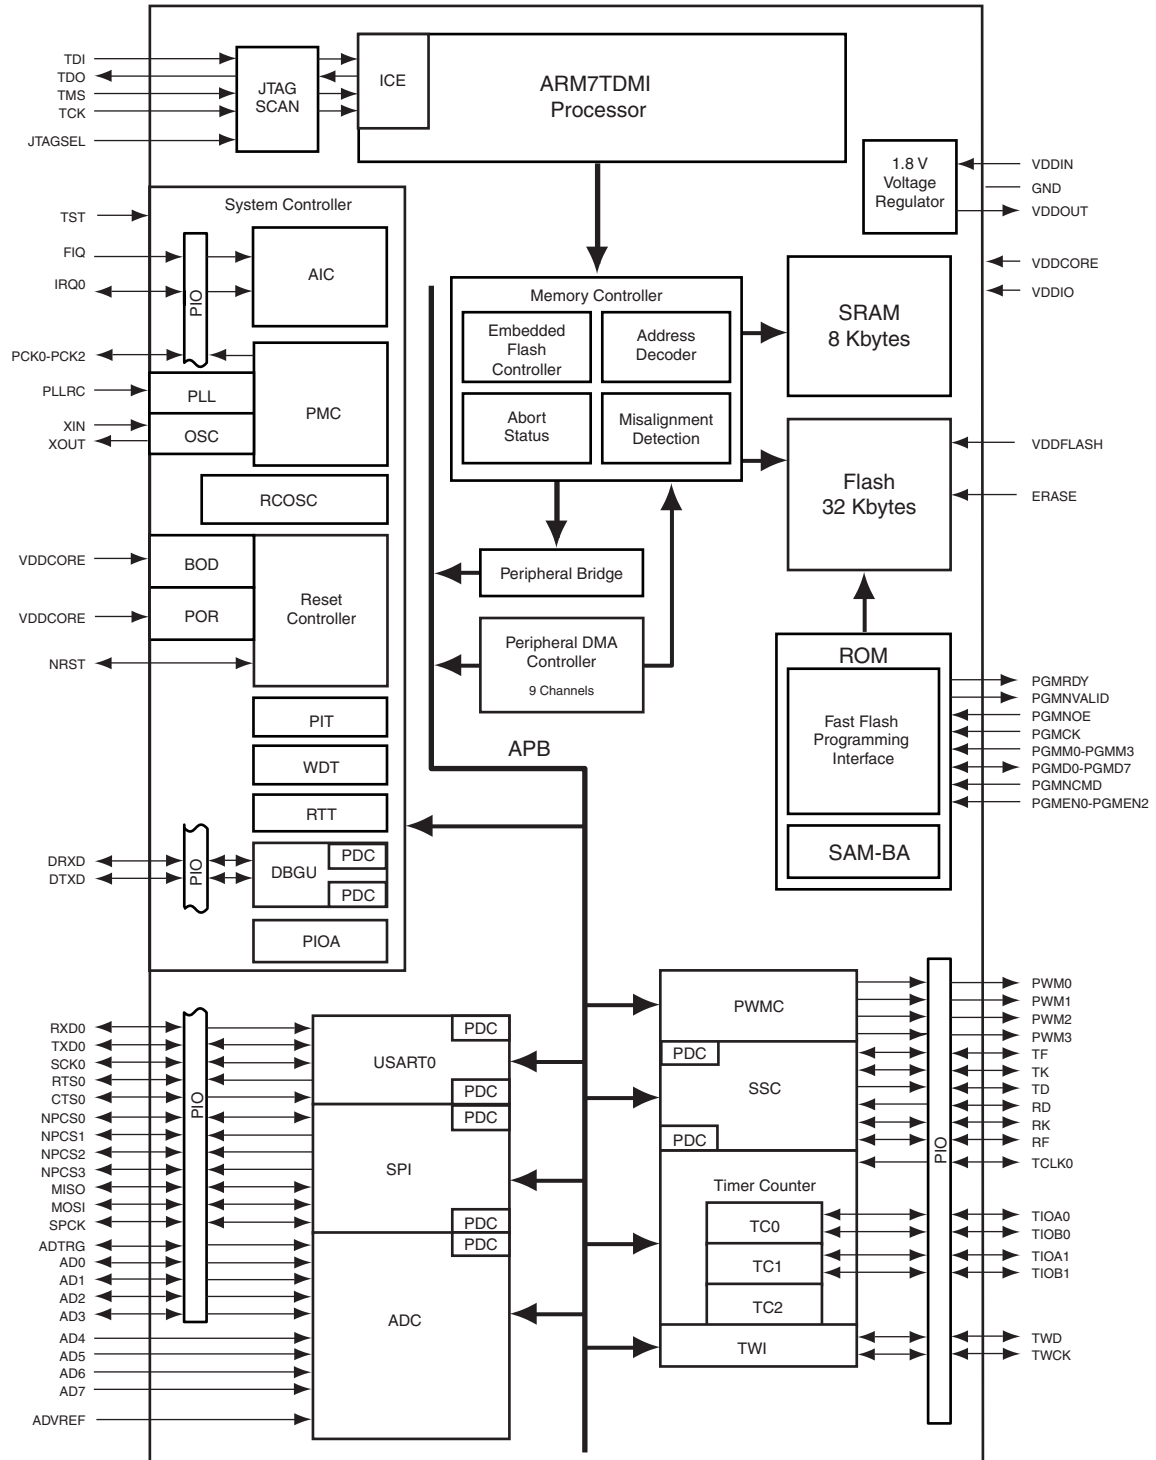 TDI
TDO
TMS
TCK
JTAGSEL
JTAG
SCAN
ICE
ARM7TDMI
Processor
1.8 V
Voltage
Regulator
VDDIN
GND
VDDOUT
VDDCORE
VDDIO
System Controller
TST
FIQ
IRQ0
PIO
AIC
PCK0-PCK2
PLLRC
PLL
XIN
XOUT
OSC
PMC
RCOSC
VDDCORE
BOD
VDDCORE
POR
Reset
Controller
NRST
PIT
WDT
RTT
DRXD
DTXD
PIO
DBGU
PDC
PDC
PIOA
Memory Controller
Embedded
Flash
Controller
Address
Decoder
Abort
Status
Misalignment
Detection
SRAM
8 Kbytes
Flash
32 Kbytes
VDDFLASH
ERASE
Peripheral Bridge
Peripheral DMA
Controller
9 Channels
APB
ROM
Fast Flash
Programming
Interface
SAM-BA
PGMRDY
PGMNVALID
PGMNOE
PGMCK
PGMM0-PGMM3
PGMD0-PGMD7
PGMNCMD
PGMEN0-PGMEN2
RXD0
TXD0
SCK0
RTS0
CTS0
NPCS0
NPCS1
NPCS2
NPCS3
MISO
MOSI
SPCK
ADTRG
AD0
AD1
AD2
AD3
AD4
AD5
AD6
AD7
ADVREF
PIO
PDC
USART0
PDC
PDC
SPI
PDC
PDC
ADC
PWMC
PDC
SSC
PDC
Timer Counter
TC0
TC1
TC2
TWI
PIO
PWM0
PWM1
PWM2
PWM3
TF
TK
TD
RD
RK
RF
TCLK0
TIOA0
TIOB0
TIOA1
TIOB1
TWD
TWCK